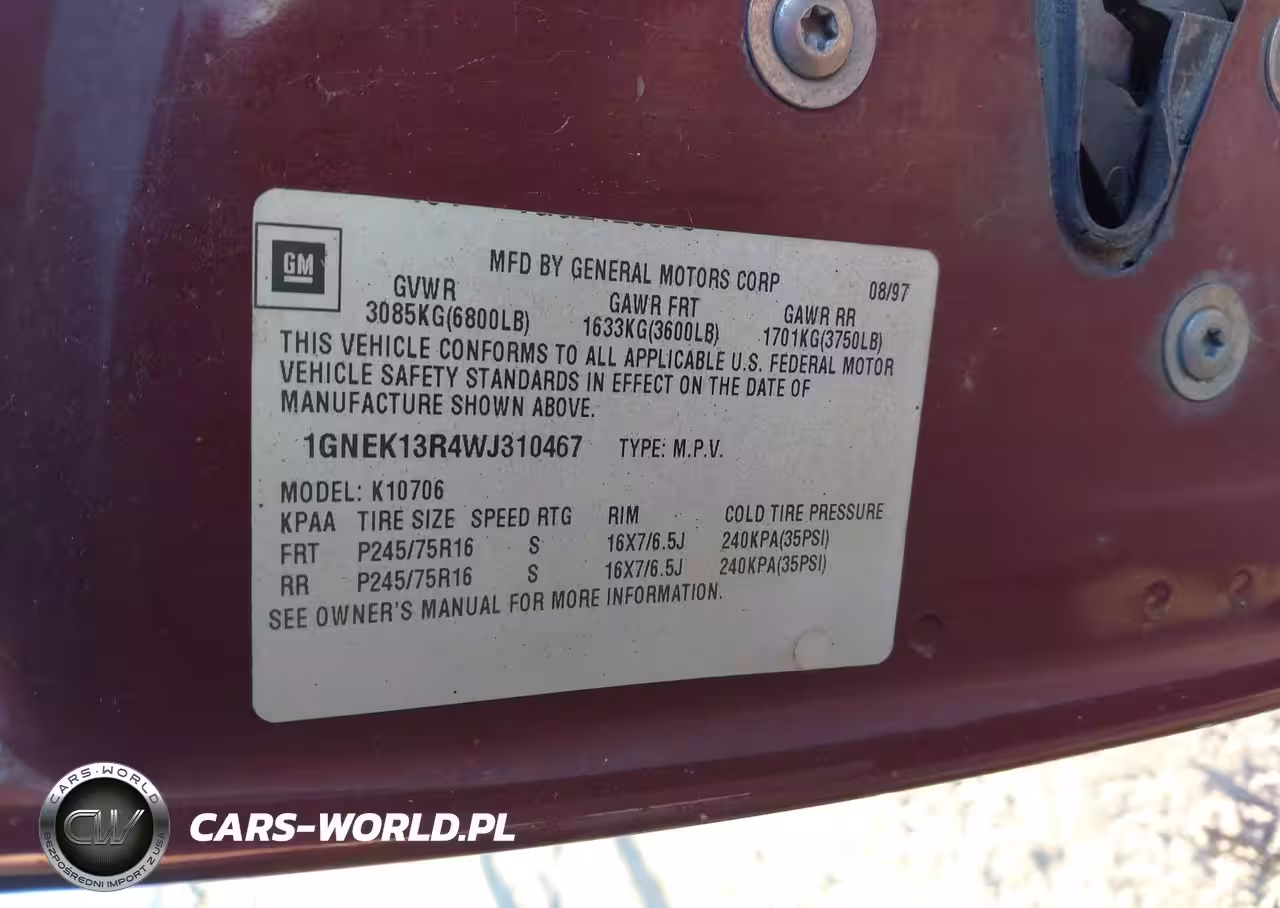 GM
MFD BY GENERAL MOTORS CORP 08/97
GVWR GAWR FRT GAWR RR
3085KG(6800LB) 1633KG(3600LB) 1701KG(3750LB)
THIS VEHICLE CONFORMS TO ALL APPLICABLE U.S. FEDERAL MOTOR
VEHICLE SAFETY STANDARDS IN EFFECT ON THE DATE OF
MANUFACTURE SHOWN ABOVE.
1GNEK13R4WJ310467 TYPE: M.P.V.
MODEL: K10706
KPAA TIRE SIZE SPEED RTG RIM COLD TIRE PRESSURE
FRT P245/75R16 S 16X7/6.5J 240KPA(35PSI)
RR P245/75R16 S 16X7/6.5J 240KPA(35PSI)
SEE OWNER'S MANUAL FOR MORE INFORMATION.
CARS-WORLD
CW
BEZPOŚREDNI IMPORT Z USA
CARS-WORLD.PL